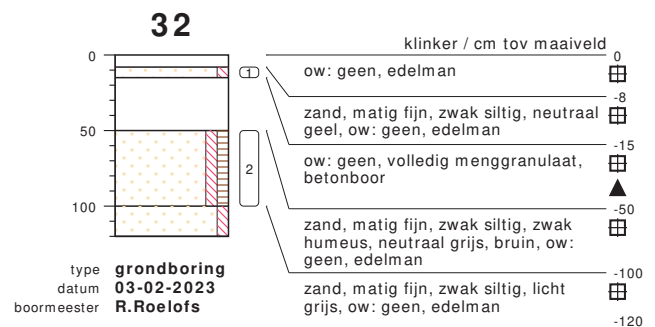 32
klinker / cm tov maaiveld
0
0
ow: geen, edelman
1
-8
zand, matig fijn, zwak siltig, neutraal
geel, ow: geen, edelman
50
-15
ow: geen, volledig menggranulaat,
betonboor
2
-50
100
zand, matig fijn, zwak siltig, zwak
humeus, neutraal grijs, bruin, ow:
geen, edelman
-100
zand, matig fijn, zwak siltig, licht
grijs, ow: geen, edelman
-120
type grondboring
datum 03-02-2023
boormeester R.Roelofs